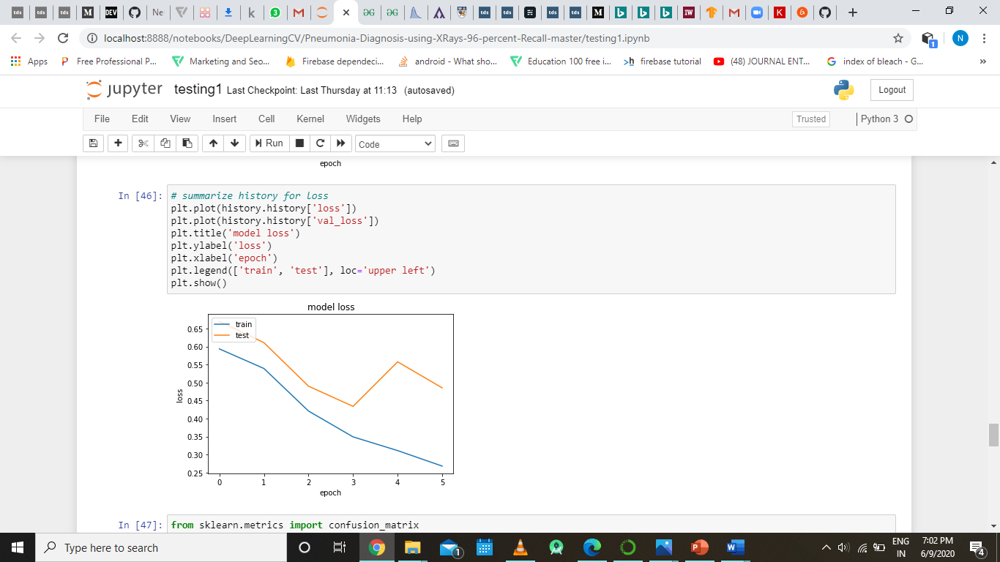 tds tds tds M DEV Ne k 3 tds tds tds tds M IW M K
localhost:8888/notebooks/DeepLearningCV/Pneumonia-Diagnosis-using-XRays-96-percent-Recall-master/testing1.ipynb
1 N
Apps P Free Professional P... Marketing and Seo... Firebase dependeci... android - What sho... Education 100 free i... >h firebase tutorial (48) JOURNAL ENT... G index of bleach - G... »
jupyter testing1 Last Checkpoint: Last Thursday at 11:13 (autosaved)
Logout
File Edit View Insert Cell Kernel Widgets Help
Trusted Python 3
Run Code
epoch
In [46]:
# summarize history for loss
plt.plot(history.history['loss'])
plt.plot(history.history['val_loss'])
plt.title('model loss')
plt.ylabel('loss')
plt.xlabel('epoch')
plt.legend(['train', 'test'], loc='upper left')
plt.show()
model loss
train
test
0.65
0.60
0.55
0.50
0.45
0.40
0.35
0.30
0.25
loss
0 1 2 3 4 5
epoch
In [47]:
from sklearn.metrics import confusion_matrix
Type here to search
1
P W
ENG
IN
7:02 PM
6/9/2020
4